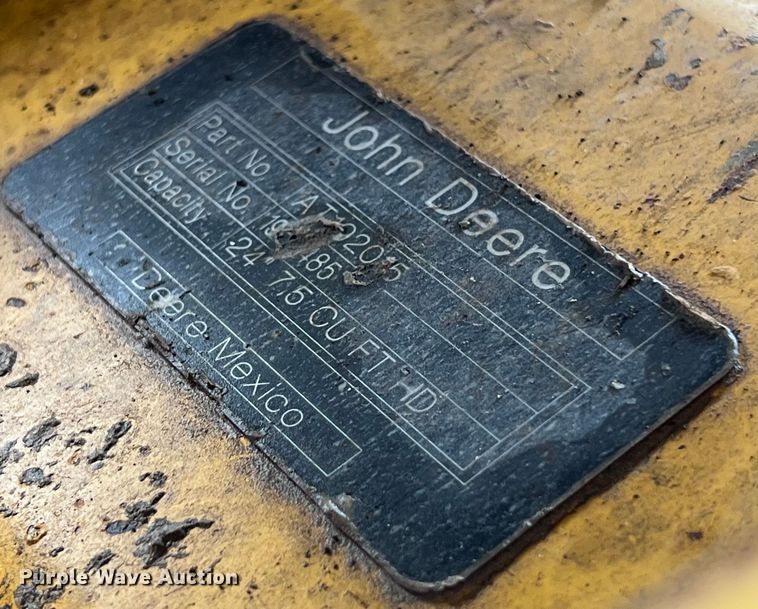 John Deere
Part No.
Serial No.
Capacity 24 7.5 CU FT HD
Deere-Mexico
Purple Wave Auction